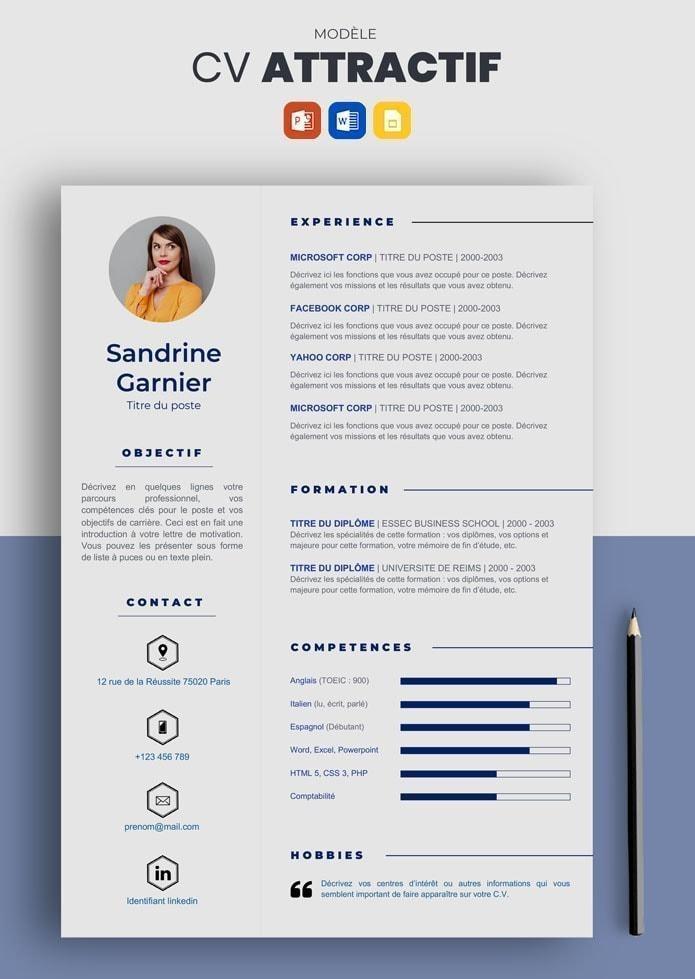 MODÈLE
CV ATTRACTIF
P
W
Sandrine
Garnier
Titre du poste
OBJECTIF
Décrivez en quelques lignes votre
parcours professionnel, vos
compétences clés pour le poste et vos
objectifs de carrière. Ceci est en fait une
introduction à votre lettre de motivation.
Vous pouvez les présenter sous forme
de liste à puces ou en texte plein.
CONTACT
12 rue de la Réussite 75020 Paris
+123 456 789
prenom@mail.com
in
Identifiant linkedin
EXPERIENCE
MICROSOFT CORP | TITRE DU POSTE | 2000-2003
Décrivez ici les fonctions que vous avez occupé pour ce poste. Décrivez
également vos missions et les résultats que vous avez obtenu.
FACEBOOK CORP | TITRE DU POSTE | 2000-2003
Décrivez ici les fonctions que vous avez occupé pour ce poste. Décrivez
également vos missions et les résultats que vous avez obtenu.
YAHOO CORP | TITRE DU POSTE | 2000-2003
Décrivez ici les fonctions que vous avez occupé pour ce poste. Décrivez
également vos missions et les résultats que vous avez obtenu.
MICROSOFT CORP | TITRE DU POSTE | 2000-2003
Décrivez ici les fonctions que vous avez occupé pour ce poste. Décrivez
également vos missions et les résultats que vous avez obtenu.
FORMATION
TITRE DU DIPLÔME | ESSEC BUSINESS SCHOOL | 2000 - 2003
Décrivez les spécialités de cette formation : vos diplômes, vos options et
majeure pour cette formation, votre mémoire de fin d'étude, etc.
TITRE DU DIPLÔME | UNIVERSITE DE REIMS | 2000 - 2003
Décrivez les spécialités de cette formation : vos diplômes, vos options et
majeure pour cette formation, votre mémoire de fin d'étude, etc.
COMPETENCES
Anglais (TOEIC : 900)
Italien (lu, écrit, parlé)
Espagnol (Débutant)
Word, Excel, Powerpoint
HTML 5, CSS 3, PHP
Comptabilité
HOBBIES
Décrivez vos centres d'intérêt ou autres informations qui vous
semblent important de faire apparaître sur votre C.V.